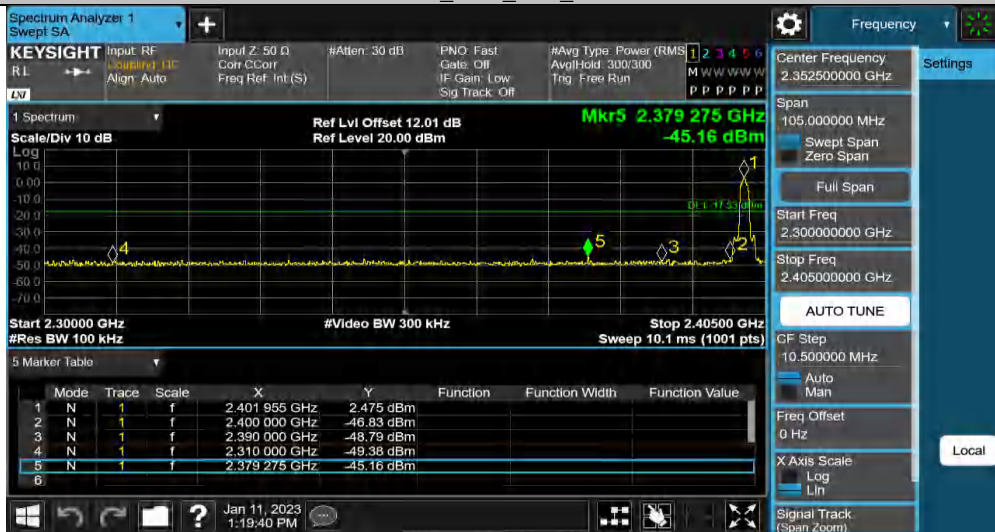 Spectrum Analyzer 1
Swept SA
+
Frequency
KEYSIGHT
RL
LXI
Input: RF
Coupling: DC
Align: Auto
Input Z: 50 Ω
Corr CCorr
Freq Ref: Int (S)
#Atten: 30 dB
PNO: Fast
Gate: Off
IF Gain: Low
Sig Track: Off
#Avg Type: Power (RMS
Avg|Hold: 300/300
Trig: Free Run
1 2 3 4 5 6
M W W W W W
P P P P P P
1 Spectrum
Scale/Div 10 dB
Ref Lvl Offset 12.01 dB
Ref Level 20.00 dBm
Mkr5 2.379 275 GHz
-45.16 dBm
Log
10.0
0.00
-10.0
-20.0
-30.0
-40.0
-50.0
-60.0
-70.0
DL1 -17.53 dBm
1
2
3
4
5
Start 2.30000 GHz
#Res BW 100 kHz
#Video BW 300 kHz
Stop 2.40500 GHz
Sweep 10.1 ms (1001 pts)
5 Marker Table
Mode Trace Scale X Y Function Function Width Function Value
1 N 1 f 2.401 955 GHz 2.475 dBm
2 N 1 f 2.400 000 GHz -46.83 dBm
3 N 1 f 2.390 000 GHz -48.79 dBm
4 N 1 f 2.310 000 GHz -49.38 dBm
5 N 1 f 2.379 275 GHz -45.16 dBm
6
Jan 11, 2023
1:19:40 PM
Center Frequency
2.352500000 GHz
Span
105.000000 MHz
Swept Span
Zero Span
Full Span
Start Freq
2.300000000 GHz
Stop Freq
2.405000000 GHz
AUTO TUNE
CF Step
10.500000 MHz
Auto
Man
Freq Offset
0 Hz
X Axis Scale
Log
Lin
Signal Track
(Span Zoom)
Settings
Local